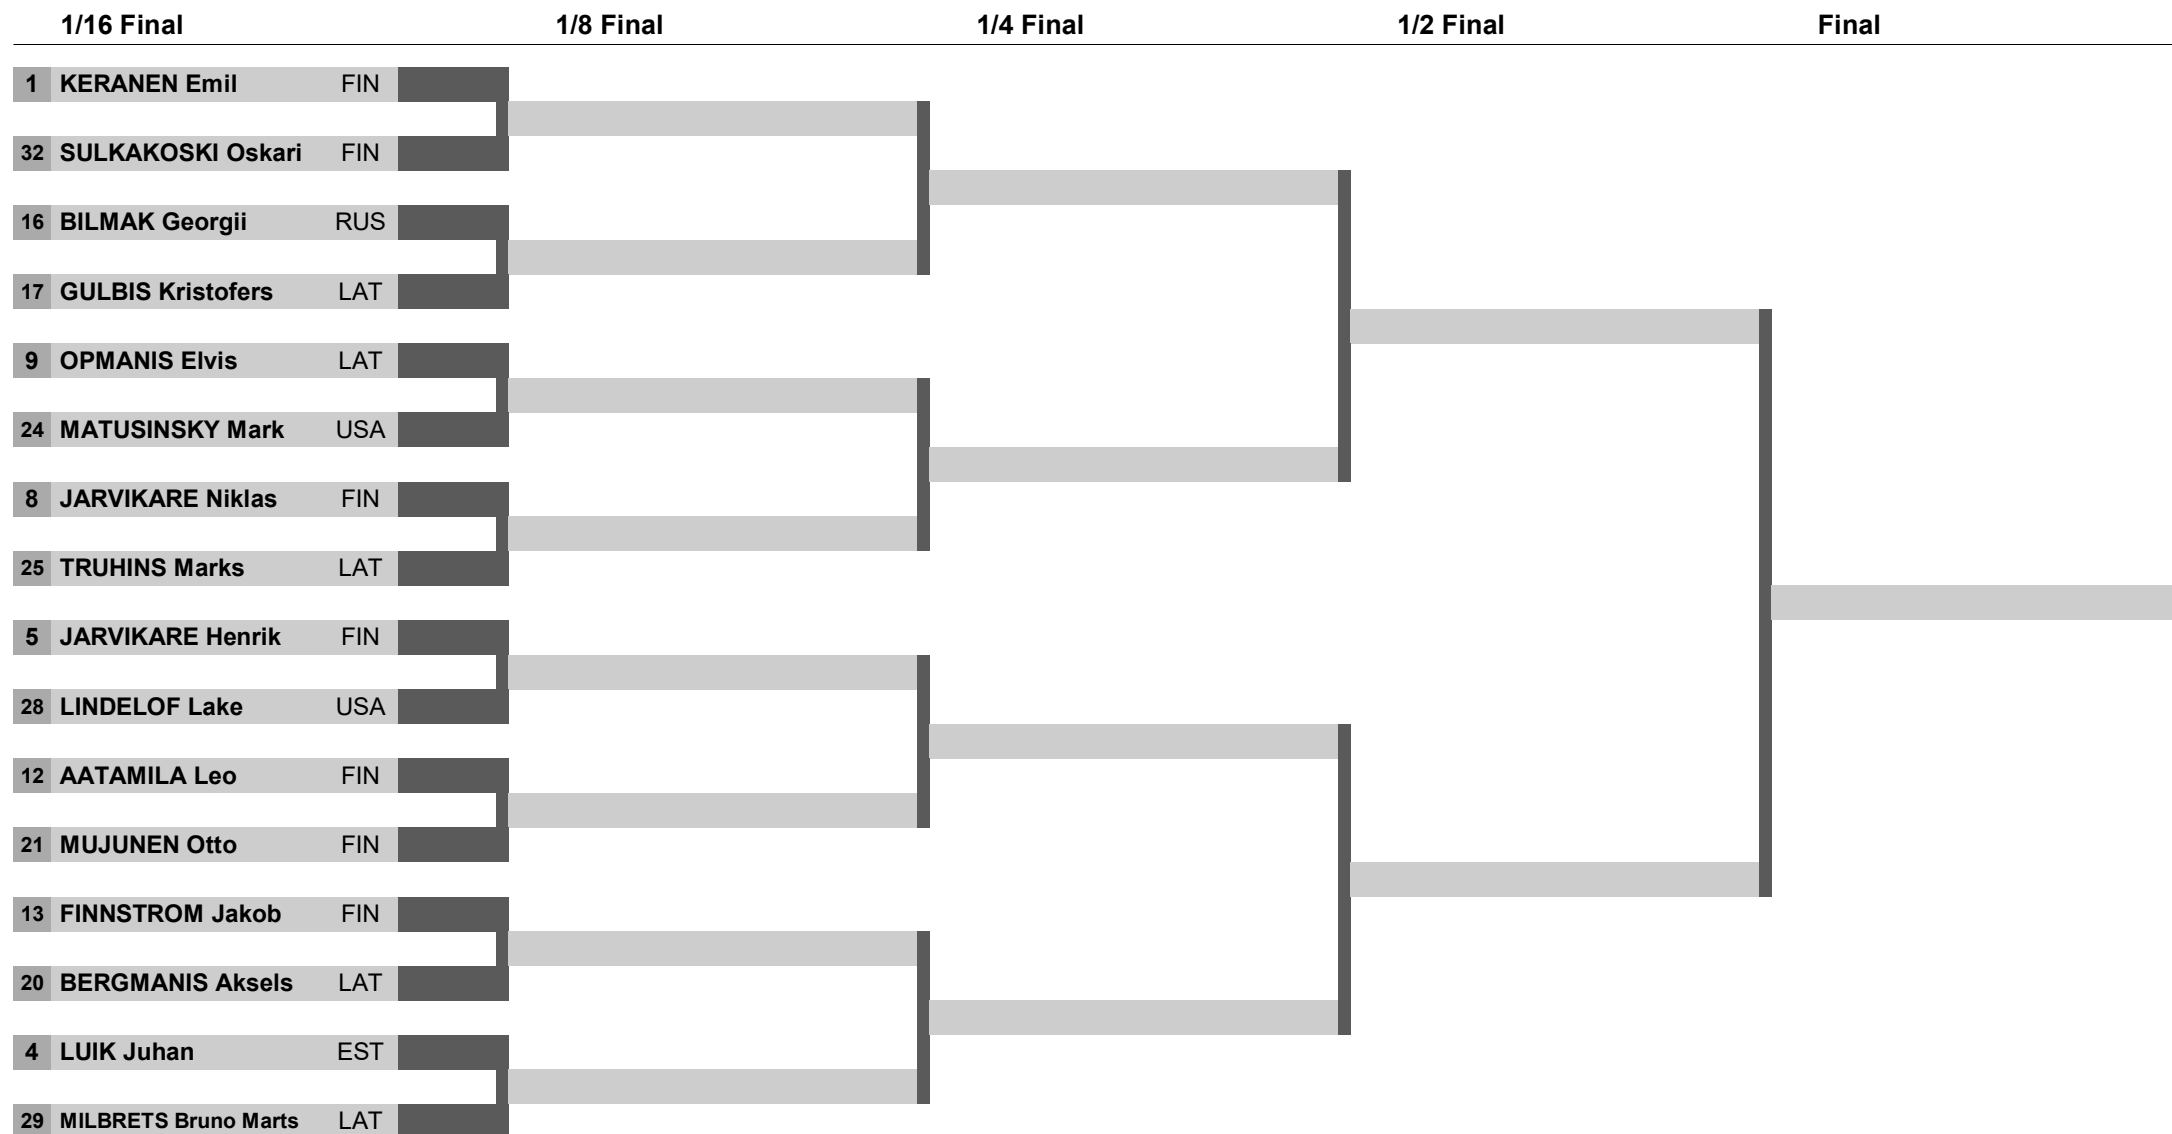 1/16 Final 1/8 Final 1/4 Final 1/2 Final Final
1 KERANEN Emil FIN
32 SULKAKOSKI Oskari FIN
16 BILMAK Georgii RUS
17 GULBIS Kristofers LAT
9 OPMANIS Elvis LAT
24 MATUSINSKY Mark USA
8 JARVIKARE Niklas FIN
25 TRUHINS Marks LAT
5 JARVIKARE Henrik FIN
28 LINDELOF Lake USA
12 AATAMILA Leo FIN
21 MUJUNEN Otto FIN
13 FINNSTROM Jakob FIN
20 BERGMANIS Aksels LAT
4 LUIK Juhan EST
29 MILBRETS Bruno Marts LAT